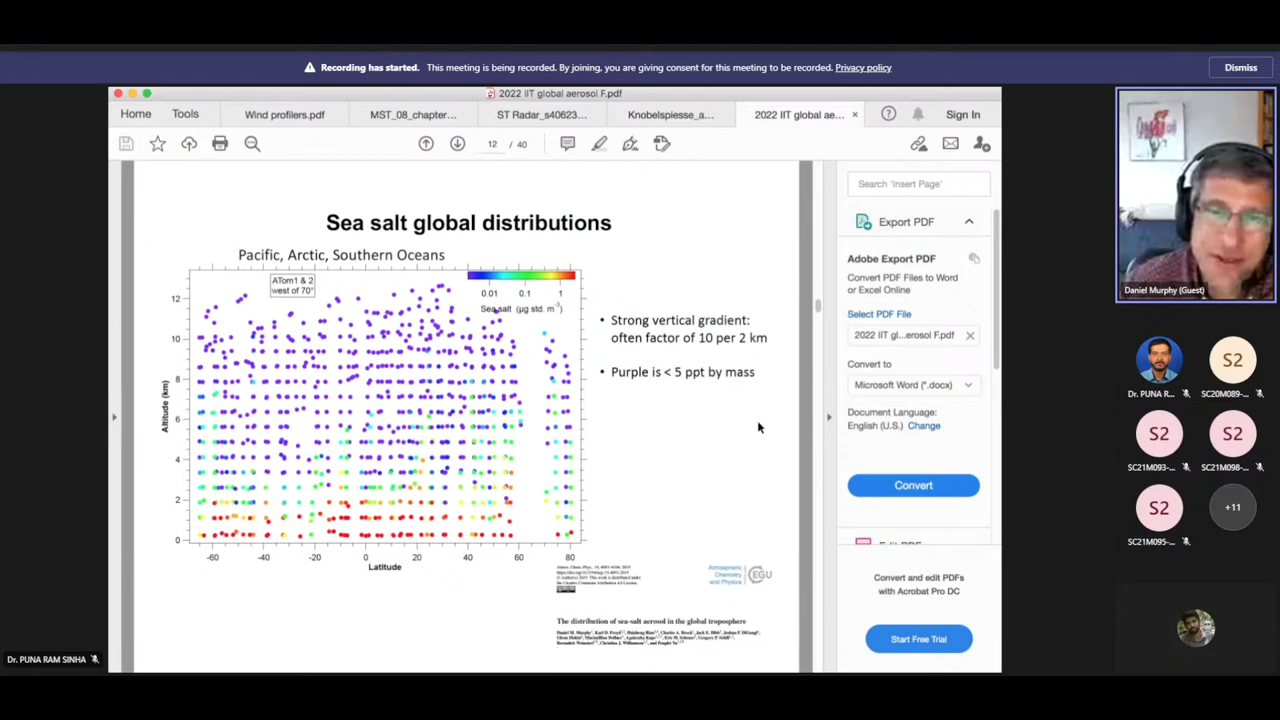 Recording has started. This meeting is being recorded. By joining, you are giving consent for this meeting to be recorded. Privacy policy
Dismiss
2022 IIT global aerosol F.pdf
Home Tools Wind profilers.pdf MST_08_chapter... ST Radar_s40623... Knobelspiesse_a... 2022 IIT global ae... × Sign In
12 / 40
Search 'Insert Page'
Export PDF
Adobe Export PDF
Convert PDF Files to Word
or Excel Online
Select PDF File
2022 IIT gl...erosol F.pdf
Convert to
Microsoft Word (*.docx)
Document Language:
English (U.S.) Change
Convert
Convert and edit PDFs
with Acrobat Pro DC
Start Free Trial
Sea salt global distributions
Pacific, Arctic, Southern Oceans
ATom1 & 2
west of 70°
0.01 0.1 1
Sea salt (µg std. m⁻³)
Altitude (km)
12
10
8
6
4
2
0
-60 -40 -20 0 20 40 60 80
Latitude
• Strong vertical gradient:
often factor of 10 per 2 km
• Purple is < 5 ppt by mass
Atmospheric
Chemistry
and Physics
EGU
The distribution of sea-salt aerosol in the global troposphere
Daniel Murphy (Guest)
Dr. PUNA R...
SC20M089-...
S2
S2
SC21M093-...
S2
SC21M098-...
S2
SC21M095-...
+11
Dr. PUNA RAM SINHA